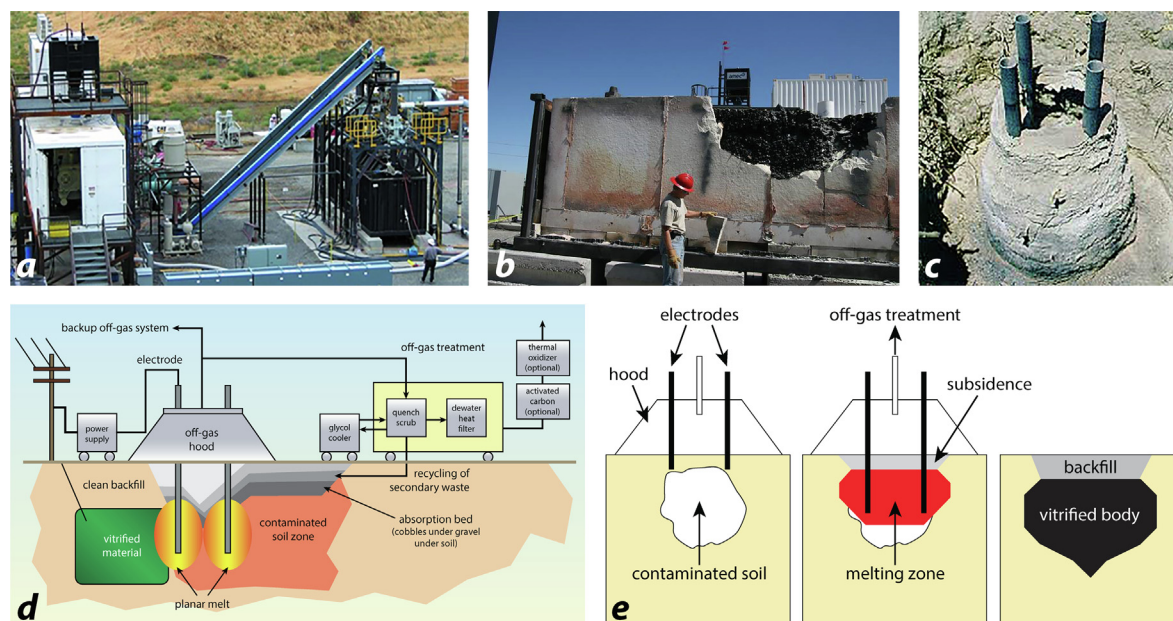 a
b
c
backup off-gas system
electrode
off-gas treatment
thermal
oxidizer
(optional)
activated
carbon
(optional)
power
supply
off-gas
hood
glycol
cooler
quench
scrub
dewater
heat
filter
clean backfill
recycling of
secondary waste
vitrified
material
contaminated
soil zone
absorption bed
(cobbles under gravel
under soil)
planar melt
d
electrodes
off-gas treatment
hood
subsidence
contaminated soil
melting zone
backfill
vitrified body
e